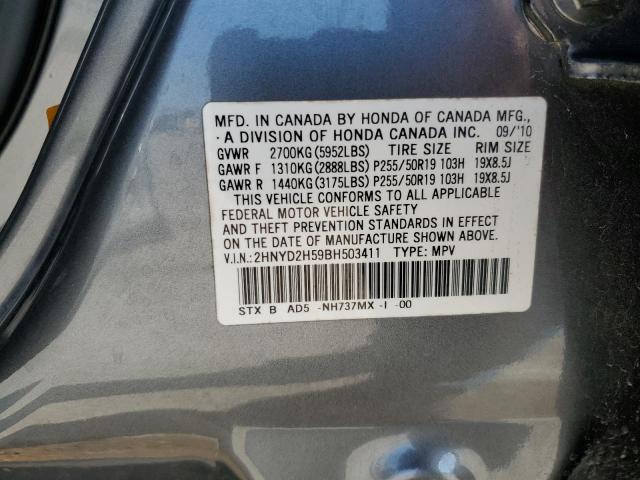 MFD. IN CANADA BY HONDA OF CANADA MFG.,
A DIVISION OF HONDA CANADA INC. 09/'10
GVWR 2700KG(5952LBS) TIRE SIZE RIM SIZE
GAWR F 1310KG(2888LBS) P255/50R19 103H 19X8.5J
GAWR R 1440KG(3175LBS) P255/50R19 103H 19X8.5J
THIS VEHICLE CONFORMS TO ALL APPLICABLE
FEDERAL MOTOR VEHICLE SAFETY
AND THEFT PREVENTION STANDARDS IN EFFECT
ON THE DATE OF MANUFACTURE SHOWN ABOVE.
V.I.N.: 2HNYD2H59BH503411 TYPE: MPV
STX B AD5 -NH737MX -I -00